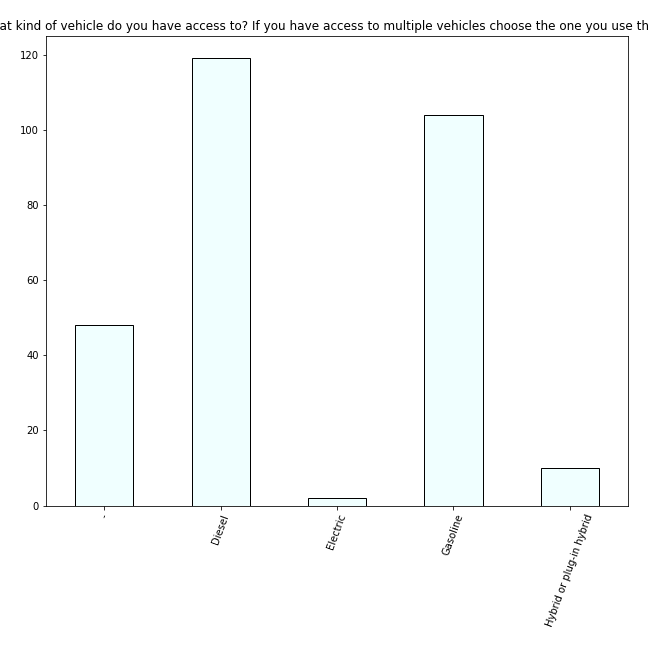 at kind of vehicle do you have access to? If you have access to multiple vehicles choose the one you use th
120
100
80
60
40
20
0
-
Diesel
Electric
Gasoline
Hybrid or plug-in hybrid